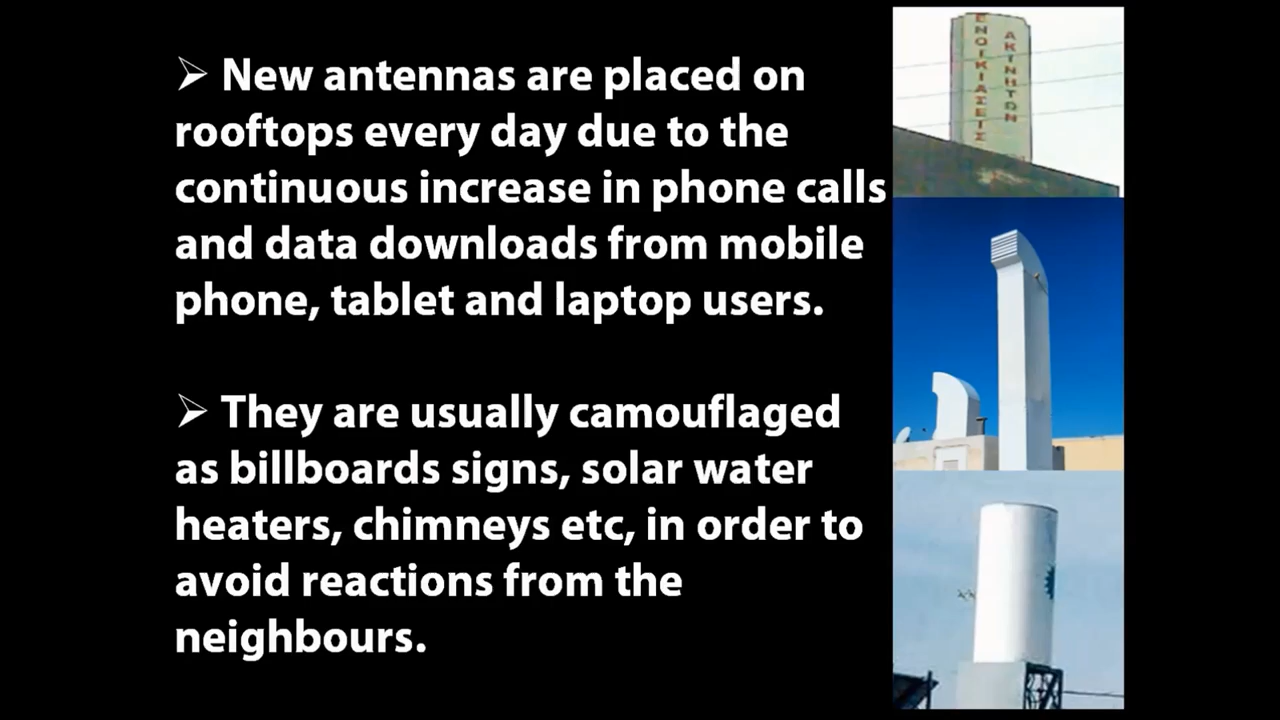 ➢ New antennas are placed on
rooftops every day due to the
continuous increase in phone calls
and data downloads from mobile
phone, tablet and laptop users.
➢ They are usually camouflaged
as billboards signs, solar water
heaters, chimneys etc, in order to
avoid reactions from the
neighbours.
ΕΝΟΙΚΙΑΣΕΙΣ
ΑΚΙΝΗΤΩΝ